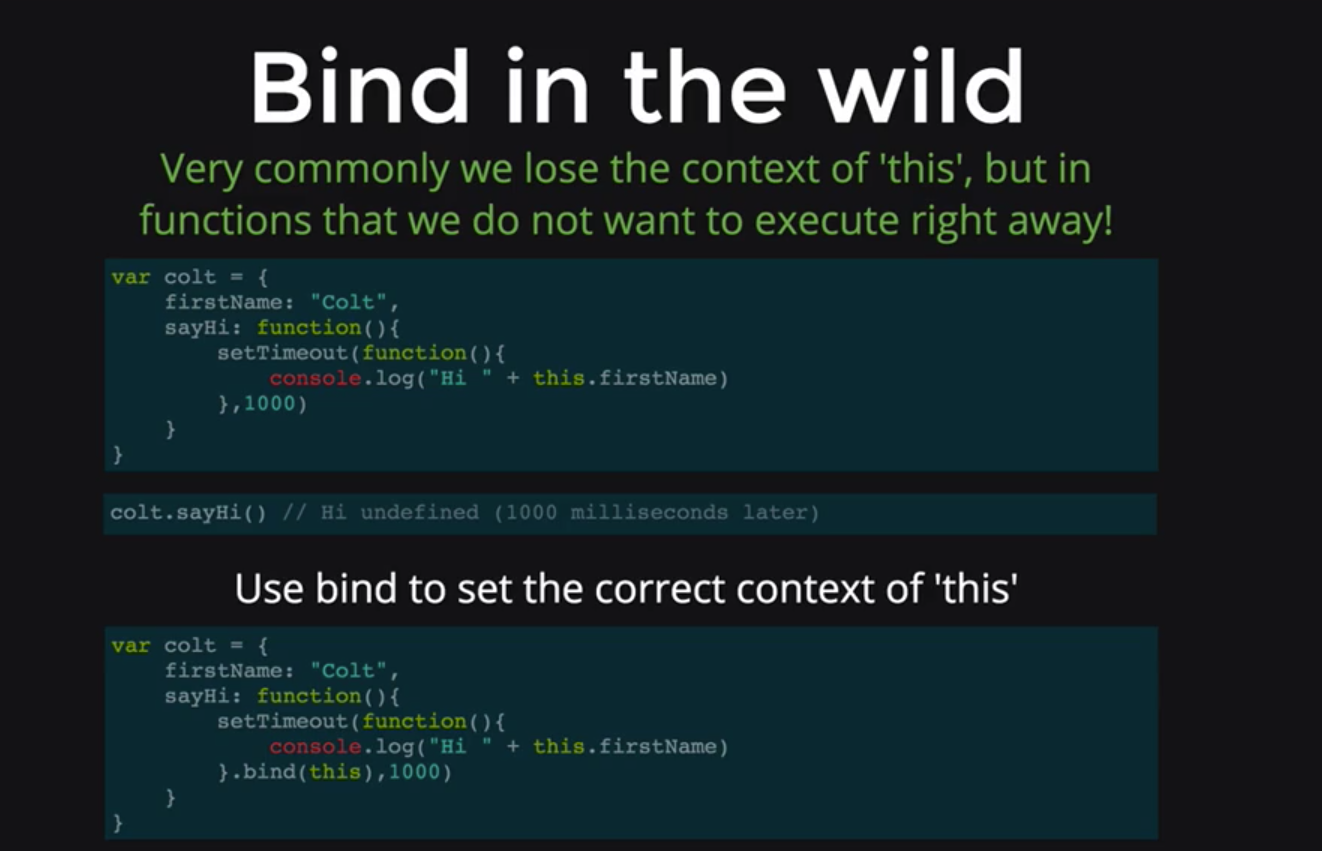 Bind in the wild
Very commonly we lose the context of 'this', but in
functions that we do not want to execute right away!
var colt = {
    firstName: "Colt",
    sayHi: function(){
        setTimeout(function(){
            console.log("Hi " + this.firstName)
        },1000)
    }
}
colt.sayHi() // Hi undefined (1000 milliseconds later)
Use bind to set the correct context of 'this'
var colt = {
    firstName: "Colt",
    sayHi: function(){
        setTimeout(function(){
            console.log("Hi " + this.firstName)
        }.bind(this),1000)
    }
}